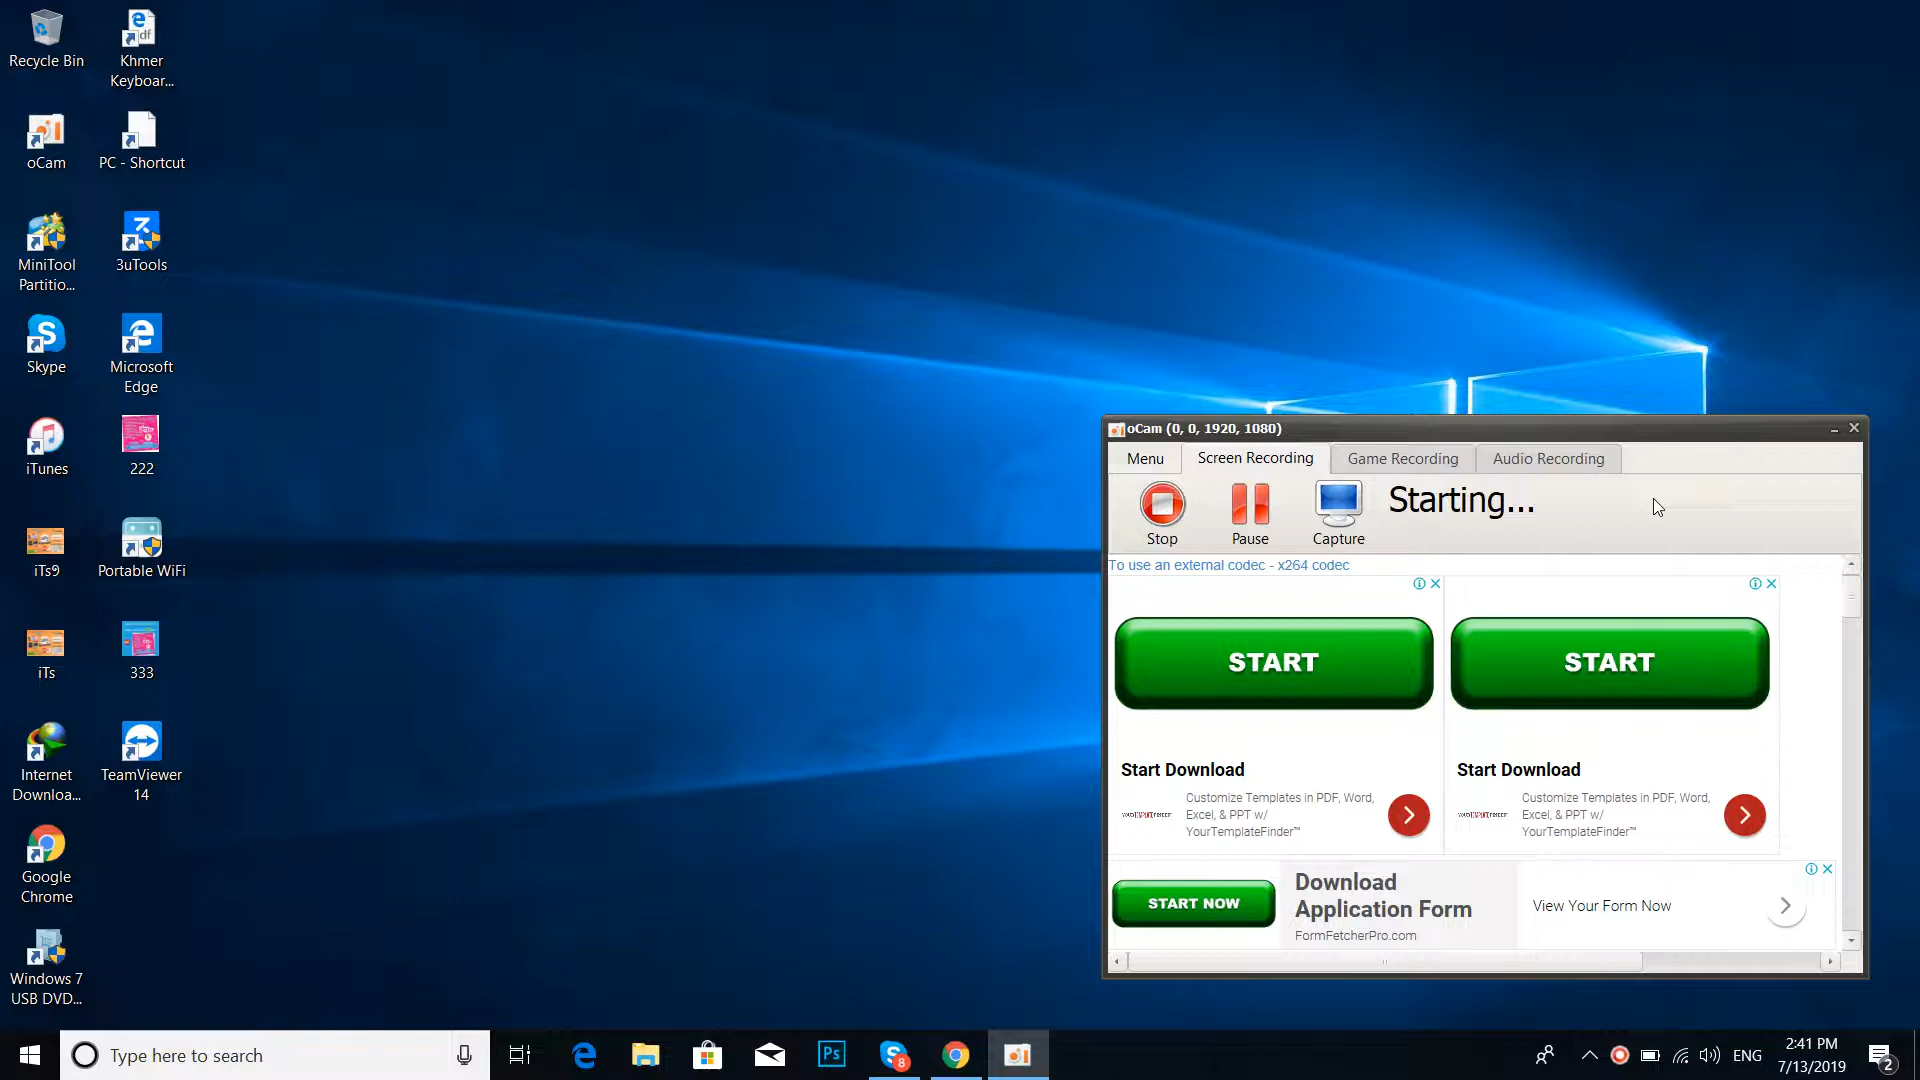 Recycle Bin
Khmer
Keyboar...
oCam
PC - Shortcut
MiniTool
Partitio...
3uTools
Skype
Microsoft
Edge
iTunes
222
iTs9
Portable WiFi
iTs
333
Internet
Downloa...
TeamViewer
14
Google
Chrome
Windows 7
USB DVD...
oCam (0, 0, 1920, 1080)
Menu
Screen Recording
Game Recording
Audio Recording
Stop
Pause
Capture
Starting...
To use an external codec - x264 codec
START
START
Start Download
Customize Templates in PDF, Word,
Excel, & PPT w/
YourTemplateFinder™
Start Download
Customize Templates in PDF, Word,
Excel, & PPT w/
YourTemplateFinder™
START NOW
Download
Application Form
FormFetcherPro.com
View Your Form Now
Type here to search
Ps
8
ENG
2:41 PM
7/13/2019
2